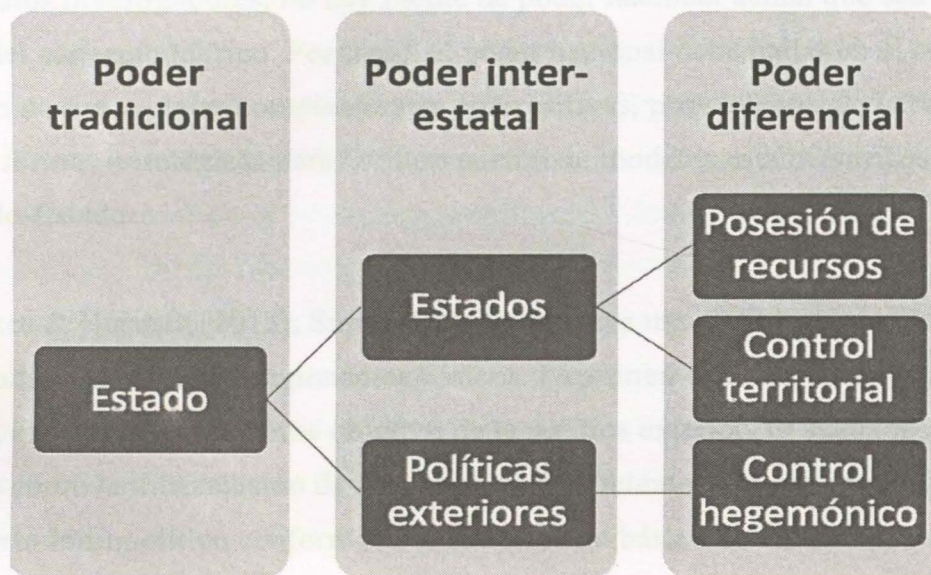 Poder
tradicional
Poder inter-
estatal
Poder
diferencial
Estado
Estados
Políticas
exteriores
Posesión de
recursos
Control
territorial
Control
hegemónico